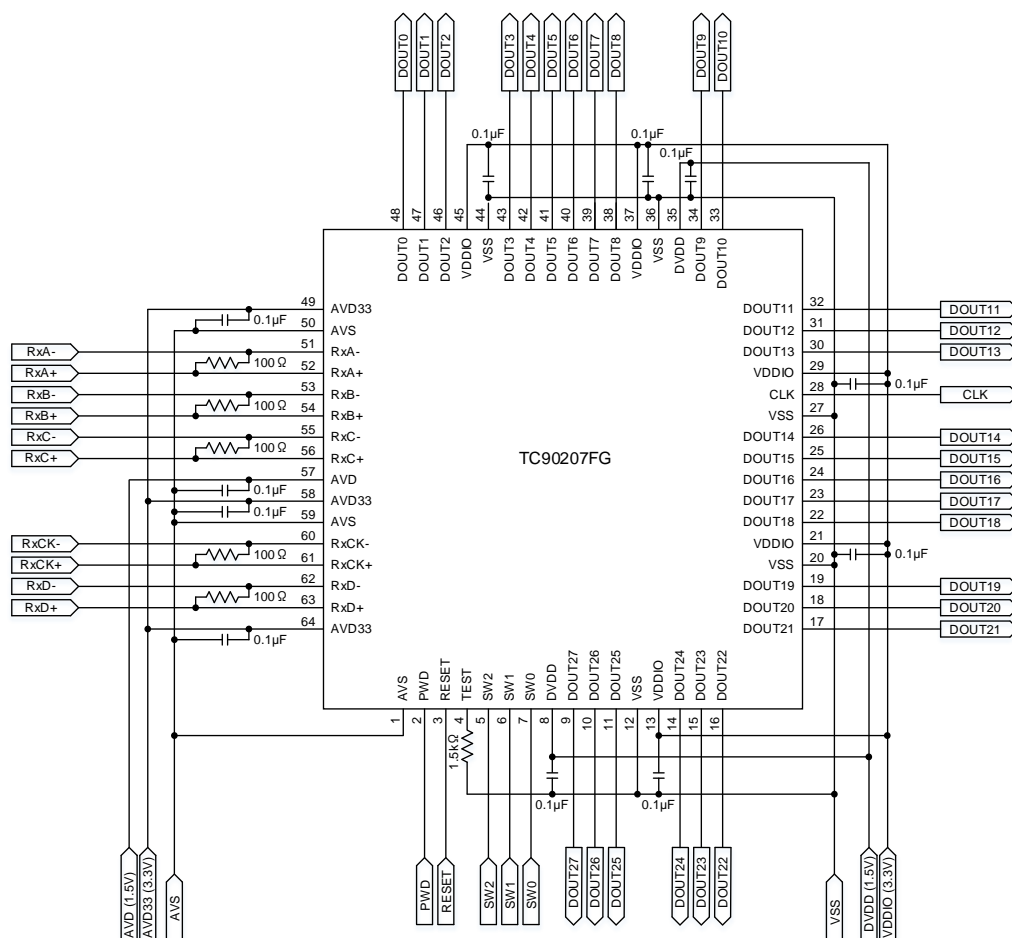 DOUT0
DOUT1
DOUT2
DOUT3
DOUT4
DOUT5
DOUT6
DOUT7
DOUT8
DOUT9
DOUT10
0.1µF
0.1µF
0.1µF
48
47
46
45
44
43
42
41
40
39
38
37
36
35
34
33
DOUT0
DOUT1
DOUT2
VDDIO
VSS
DOUT3
DOUT4
DOUT5
DOUT6
DOUT7
DOUT8
VDDIO
VSS
DVDD
DOUT9
DOUT10
49 AVD33
0.1µF
50 AVS
RxA- 51 RxA-
100Ω
RxA+ 52 RxA+
RxB- 53 RxB-
100Ω
RxB+ 54 RxB+
RxC- 55 RxC-
100Ω
RxC+ 56 RxC+
57 AVD
0.1µF
58 AVD33
0.1µF
59 AVS
RxCK- 60 RxCK-
100Ω
RxCK+ 61 RxCK+
RxD- 62 RxD-
100Ω
RxD+ 63 RxD+
64 AVD33
0.1µF
TC90207FG
DOUT11 32 DOUT11
DOUT12 31 DOUT12
DOUT13 30 DOUT13
VDDIO 29
0.1µF
CLK 28 CLK
VSS 27
DOUT14 26 DOUT14
DOUT15 25 DOUT15
DOUT16 24 DOUT16
DOUT17 23 DOUT17
DOUT18 22 DOUT18
VDDIO 21
0.1µF
VSS 20
DOUT19 19 DOUT19
DOUT20 18 DOUT20
DOUT21 17 DOUT21
AVS
PWD
RESET
TEST
SW2
SW1
SW0
DVDD
DOUT27
DOUT26
DOUT25
VSS
VDDIO
DOUT24
DOUT23
DOUT22
1
2
3
4
5
6
7
8
9
10
11
12
13
14
15
16
1.5kΩ
0.1µF
0.1µF
AVD (1.5V)
AVD33 (3.3V)
AVS
PWD
RESET
SW2
SW1
SW0
DOUT27
DOUT26
DOUT25
DOUT24
DOUT23
DOUT22
VSS
DVDD (1.5V)
VDDIO (3.3V)